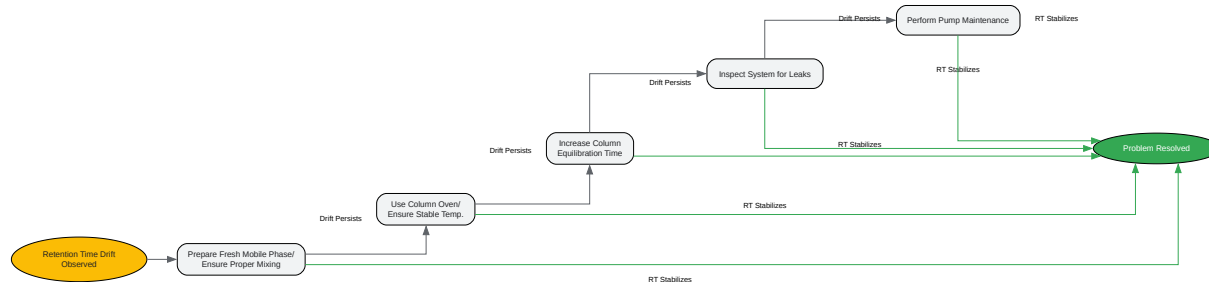 Drift Persists
Perform Pump Maintenance
RT Stabilizes
RT Stabilizes
Inspect System for Leaks
Drift Persists
Increase Column
Equilibration Time
Drift Persists
RT Stabilizes
Problem Resolved
Use Column Oven/
Ensure Stable Temp.
Drift Persists
RT Stabilizes
Retention Time Drift
Observed
Prepare Fresh Mobile Phase/
Ensure Proper Mixing
RT Stabilizes